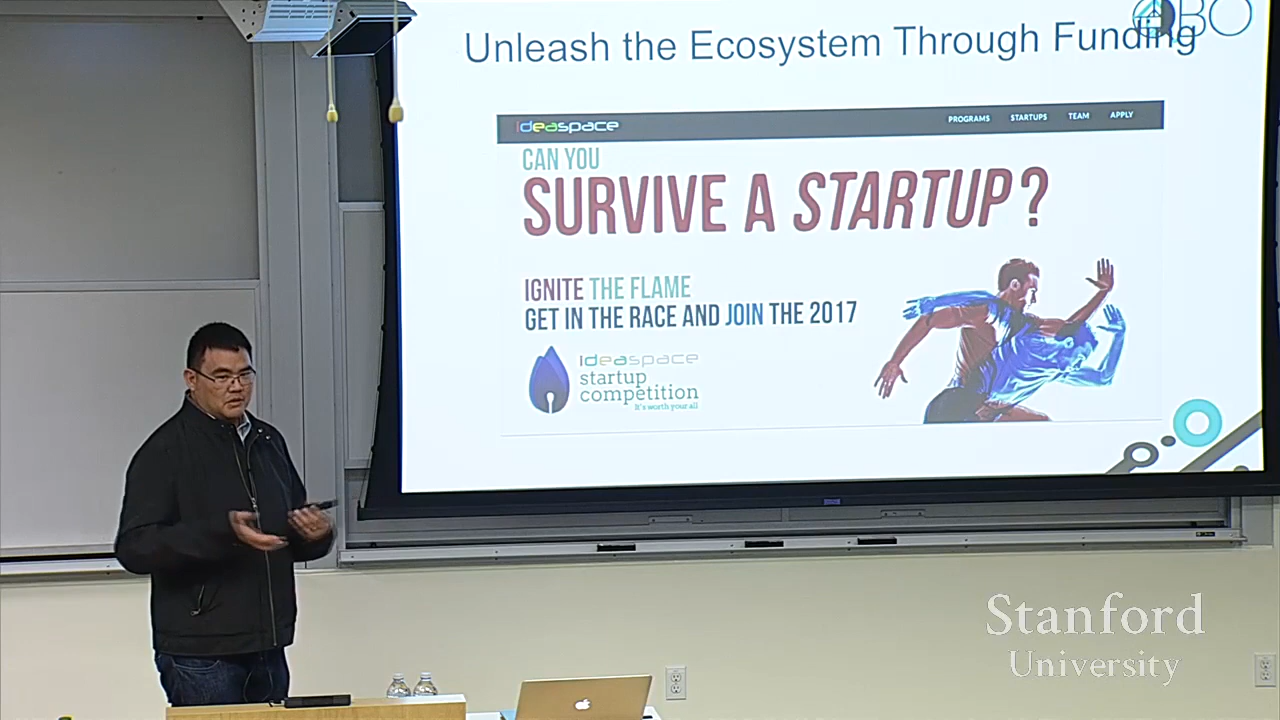 QBO
Unleash the Ecosystem Through Funding
ideaspace
PROGRAMS STARTUPS TEAM APPLY
CAN YOU
SURVIVE A STARTUP?
IGNITE THE FLAME
GET IN THE RACE AND JOIN THE 2017
ideaspace
startup
competition
It's worth your all
Stanford
University